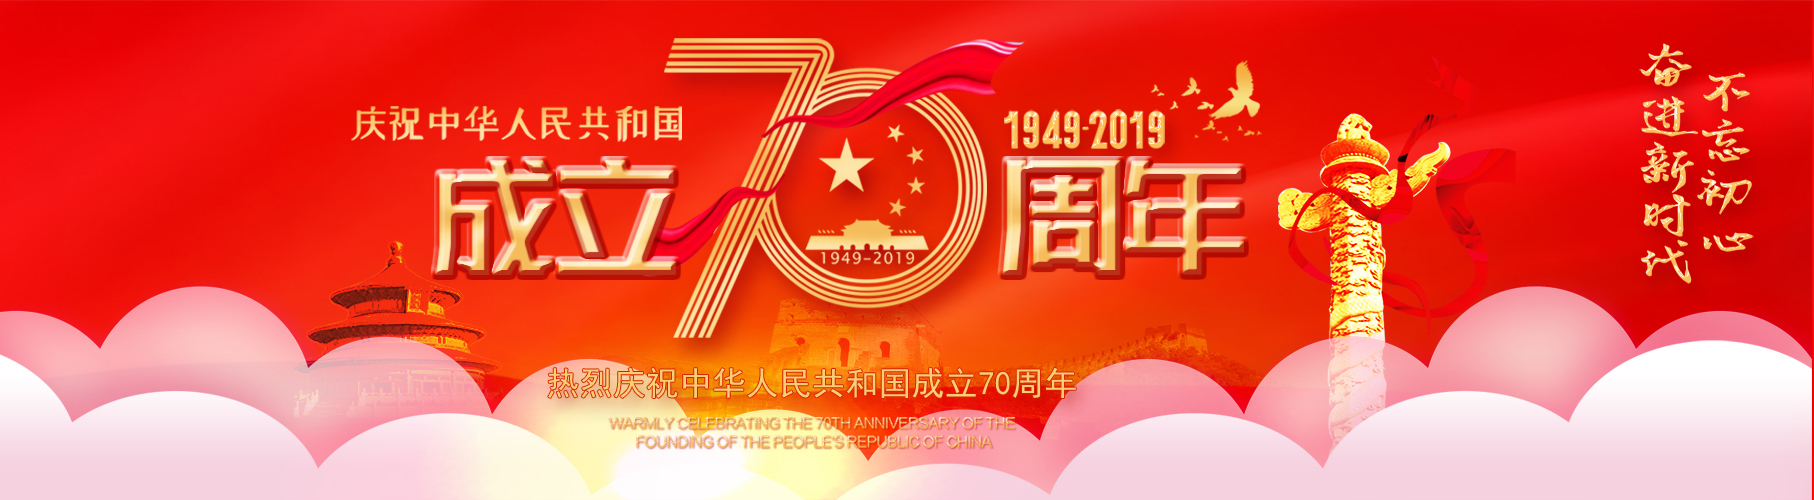 庆祝中华人民共和国
成立70周年
1949-2019
1949-2019
不忘初心
奋进新时代
热烈庆祝中华人民共和国成立70周年
WARMLY CELEBRATING THE 70TH ANNIVERSARY OF THE
FOUNDING OF THE PEOPLE'S REPUBLIC OF CHINA